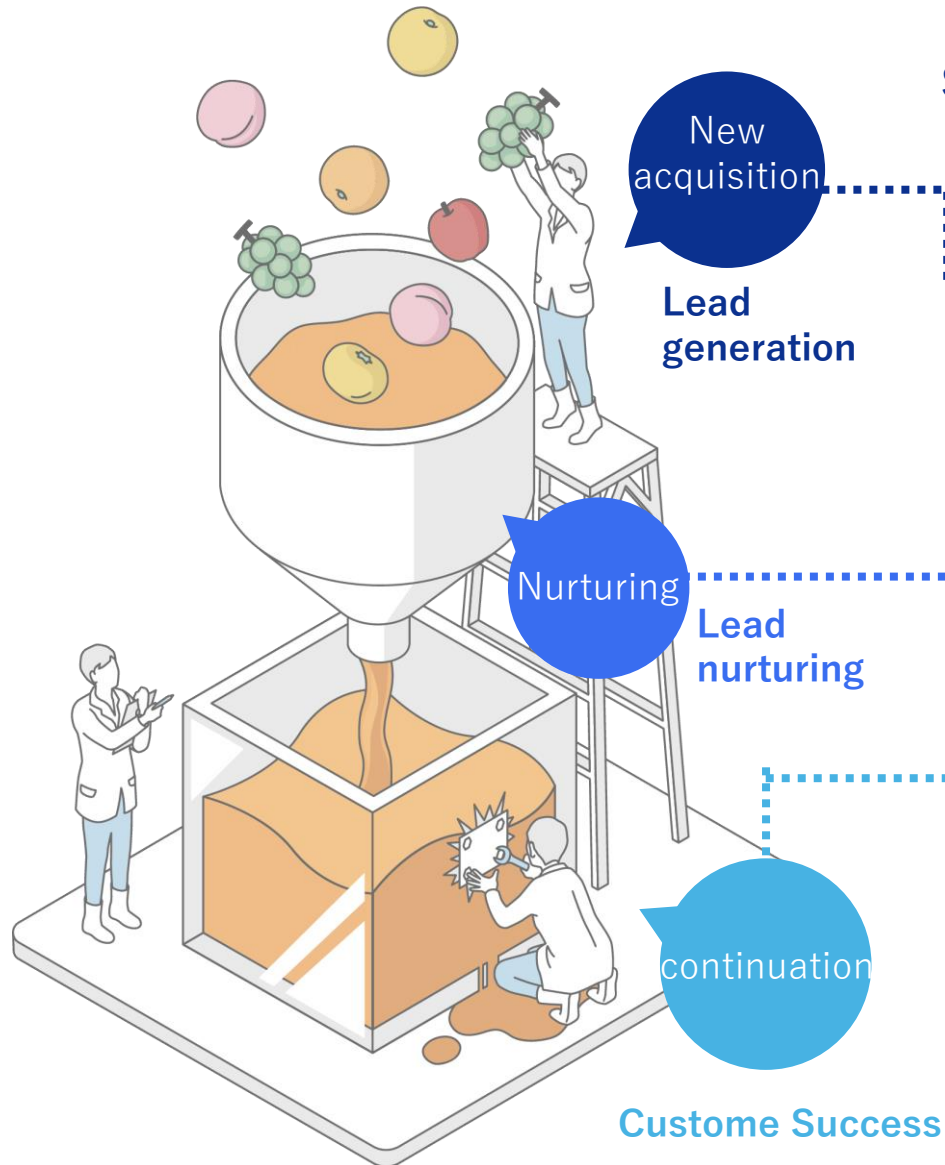 New
acquisition
Lead
generation
Nurturing
Lead
nurturing
continuation
Custome Success